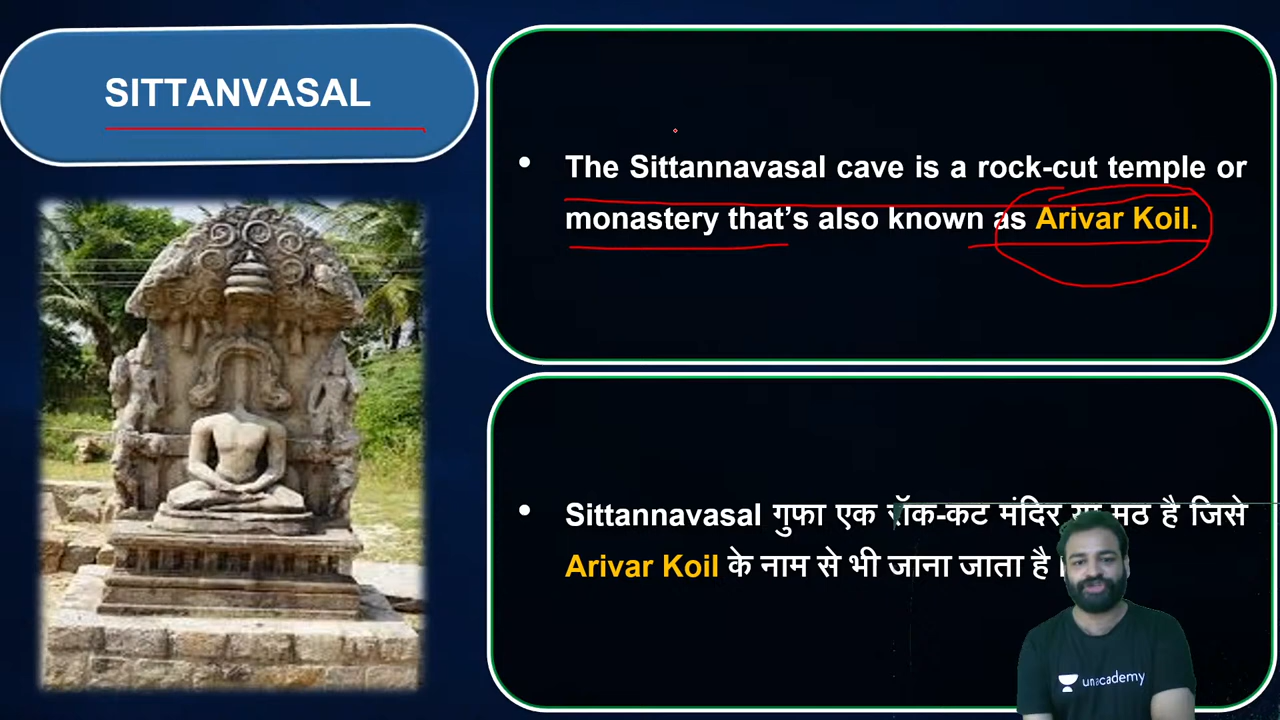 SITTANVASAL
• The Sittannavasal cave is a rock-cut temple or
monastery that's also known as Arivar Koil.
• Sittannavasal गुफा एक रॉक-कट मंदिर या मठ है जिसे
Arivar Koil के नाम से भी जाना जाता है
unacademy